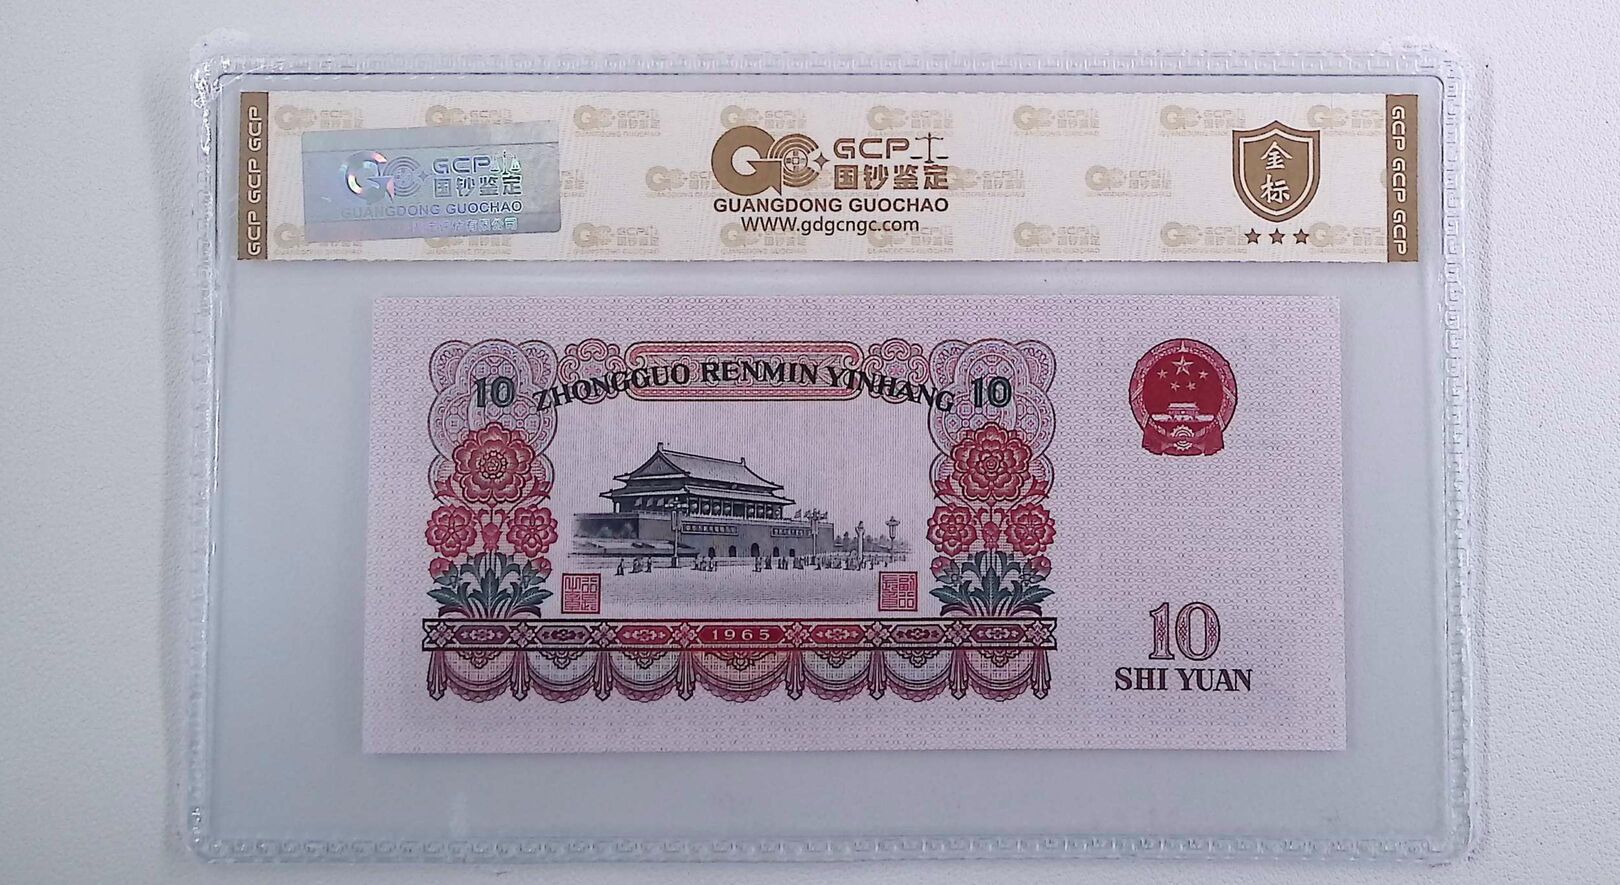 GCP GCP GCP
GCP
国钞鉴定
GUANGDONG GUOCHAO
GCP
国钞鉴定
GUANGDONG GUOCHAO
WWW.gdgcngc.com
金标
GCP GCP GCP
10 ZHONGGUO RENMIN YINHANG 10
1965
10
SHI YUAN